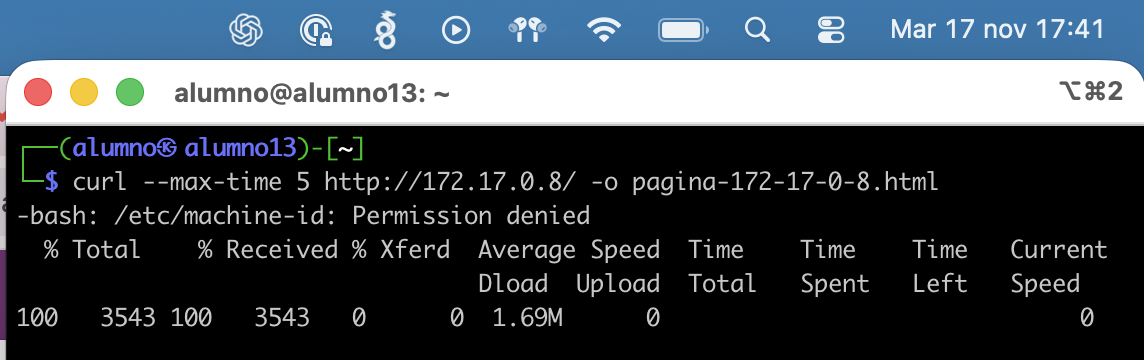 Mar 17 nov 17:41
alumno@alumno13: ~ ⌥⌘2
┌──(alumno㉿ alumno13)-[~]
└─$ curl --max-time 5 http://172.17.0.8/ -o pagina-172-17-0-8.html
-bash: /etc/machine-id: Permission denied
% Total % Received % Xferd Average Speed Time Time Time Current
Dload Upload Total Spent Left Speed
100 3543 100 3543 0 0 1.69M 0 0